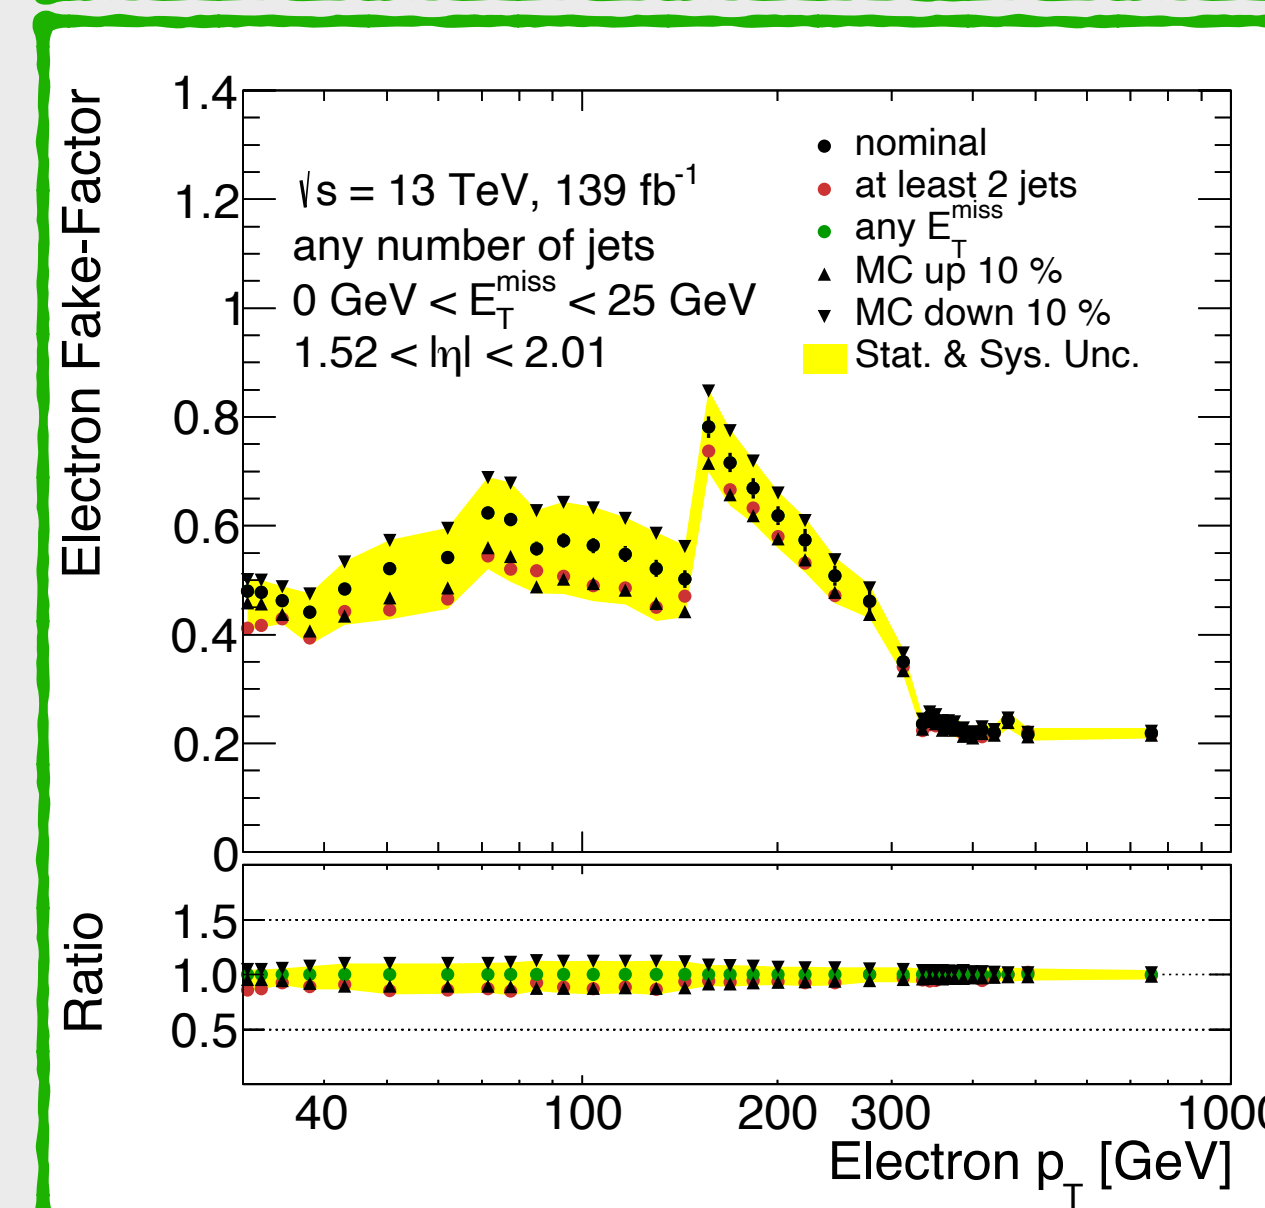 Electron Fake-Factor
1.4
1.2
1
0.8
0.6
0.4
0.2
0
√s = 13 TeV, 139 fb⁻¹
any number of jets
0 GeV < E_T^miss < 25 GeV
1.52 < |η| < 2.01
nominal
at least 2 jets
any E_T^miss
MC up 10 %
MC down 10 %
Stat. & Sys. Unc.
Ratio
1.5
1.0
0.5
40 100 200 300 1000
Electron p_T [GeV]